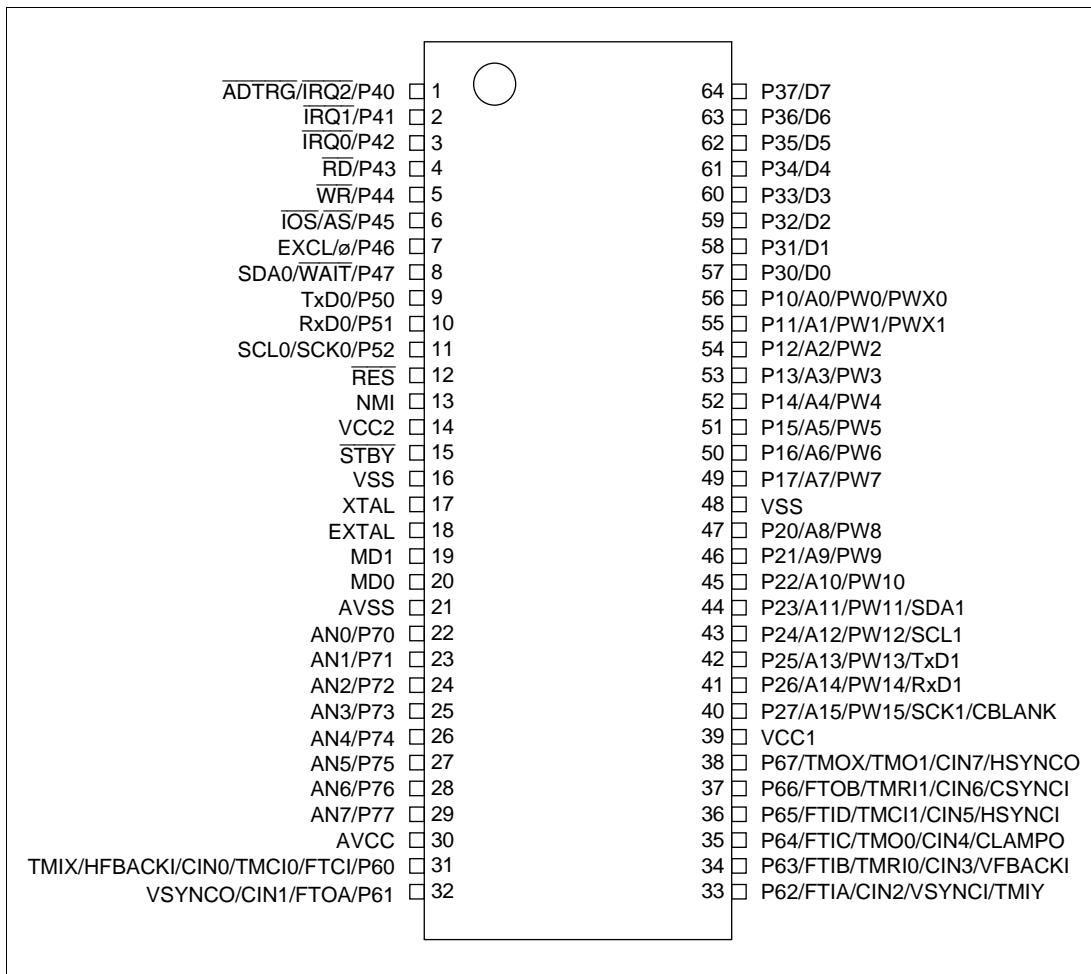 A̅D̅T̅R̅G̅/I̅R̅Q̅2̅/P40 1
I̅R̅Q̅1̅/P41 2
I̅R̅Q̅0̅/P42 3
R̅D̅/P43 4
W̅R̅/P44 5
I̅O̅S̅/A̅S̅/P45 6
EXCL/ø/P46 7
SDA0/W̅A̅I̅T̅/P47 8
TxD0/P50 9
RxD0/P51 10
SCL0/SCK0/P52 11
R̅E̅S̅ 12
NMI 13
VCC2 14
S̅T̅B̅Y̅ 15
VSS 16
XTAL 17
EXTAL 18
MD1 19
MD0 20
AVSS 21
AN0/P70 22
AN1/P71 23
AN2/P72 24
AN3/P73 25
AN4/P74 26
AN5/P75 27
AN6/P76 28
AN7/P77 29
AVCC 30
TMIX/HFBACKI/CIN0/TMCI0/FTCI/P60 31
VSYNCO/CIN1/FTOA/P61 32
64 P37/D7
63 P36/D6
62 P35/D5
61 P34/D4
60 P33/D3
59 P32/D2
58 P31/D1
57 P30/D0
56 P10/A0/PW0/PWX0
55 P11/A1/PW1/PWX1
54 P12/A2/PW2
53 P13/A3/PW3
52 P14/A4/PW4
51 P15/A5/PW5
50 P16/A6/PW6
49 P17/A7/PW7
48 VSS
47 P20/A8/PW8
46 P21/A9/PW9
45 P22/A10/PW10
44 P23/A11/PW11/SDA1
43 P24/A12/PW12/SCL1
42 P25/A13/PW13/TxD1
41 P26/A14/PW14/RxD1
40 P27/A15/PW15/SCK1/CBLANK
39 VCC1
38 P67/TMOX/TMO1/CIN7/HSYNCO
37 P66/FTOB/TMRI1/CIN6/CSYNCI
36 P65/FTID/TMCI1/CIN5/HSYNCI
35 P64/FTIC/TMO0/CIN4/CLAMPO
34 P63/FTIB/TMRI0/CIN3/VFBACKI
33 P62/FTIA/CIN2/VSYNCI/TMIY